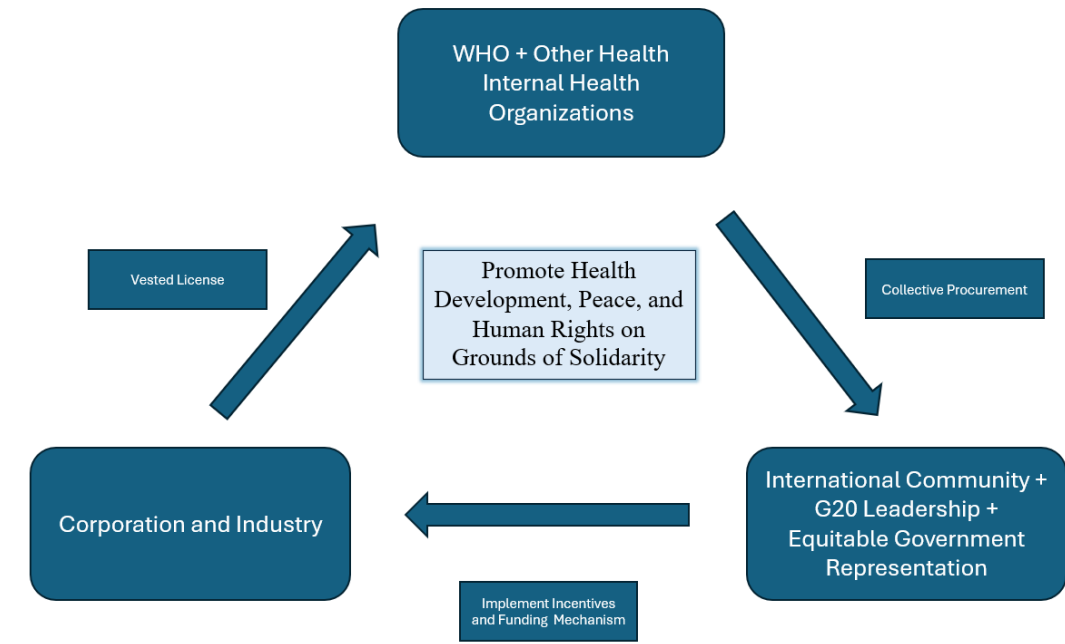 WHO + Other Health
Internal Health
Organizations
Vested License
Promote Health
Development, Peace, and
Human Rights on
Grounds of Solidarity
Collective Procurement
Corporation and Industry
International Community +
G20 Leadership +
Equitable Government
Representation
Implement Incentives
and Funding Mechanism